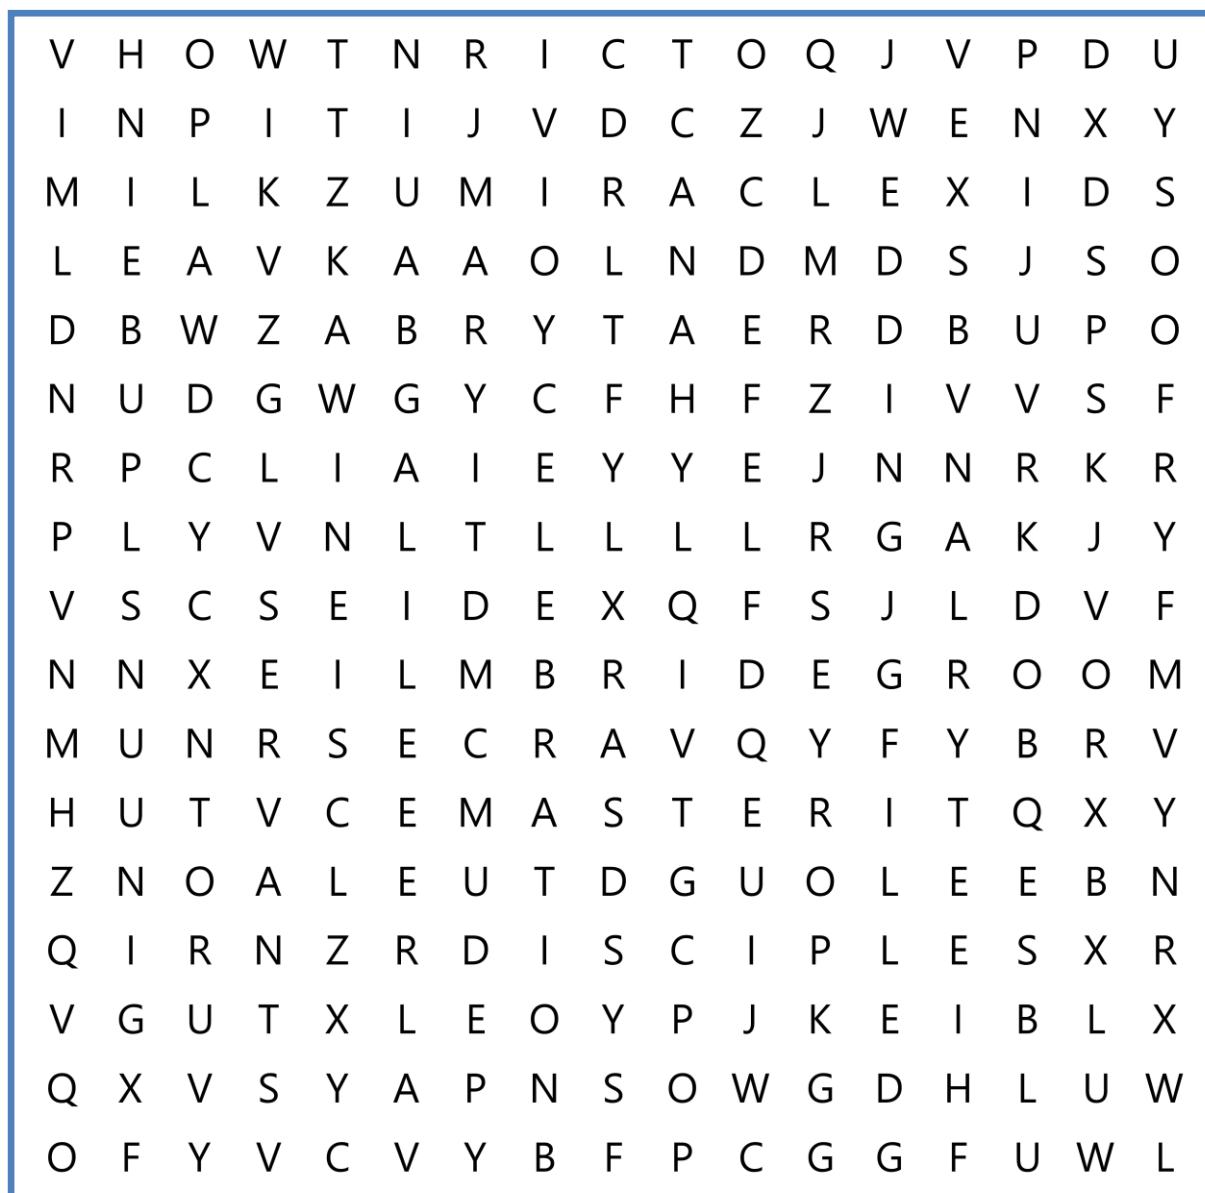 V H O W T N R I C T O Q J V P D U
I N P I T I J V D C Z J W E N X Y
M I L K Z U M I R A C L E X I D S
L E A V K A A O L N D M D S J S O
D B W Z A B R Y T A E R D B U P O
N U D G W G Y C F H F Z I V V S F
R P C L I A I E Y Y E J N N R K R
P L Y V N L T L L L L R G A K J Y
V S C S E I D E X Q F S J L D V F
N N X E I L M B R I D E G R O O M
M U N R S E C R A V Q Y F Y B R V
H U T V C E M A S T E R I T Q X Y
Z N O A L E U T D G U O L E E B N
Q I R N Z R D I S C I P L E S X R
V G U T X L E O Y P J K E I B L X
Q X V S Y A P N S O W G D H L U W
O F Y V C V Y B F P C G G F U W L